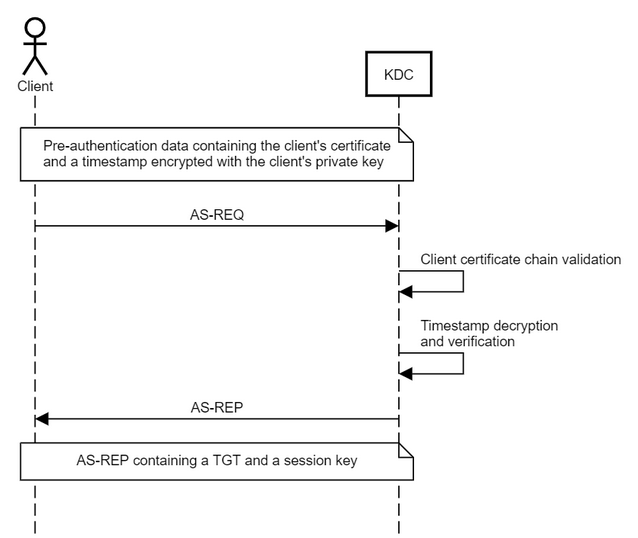 Client
KDC
Pre-authentication data containing the client's certificate
and a timestamp encrypted with the client's private key
AS-REQ
Client certificate chain validation
Timestamp decryption
and verification
AS-REP
AS-REP containing a TGT and a session key